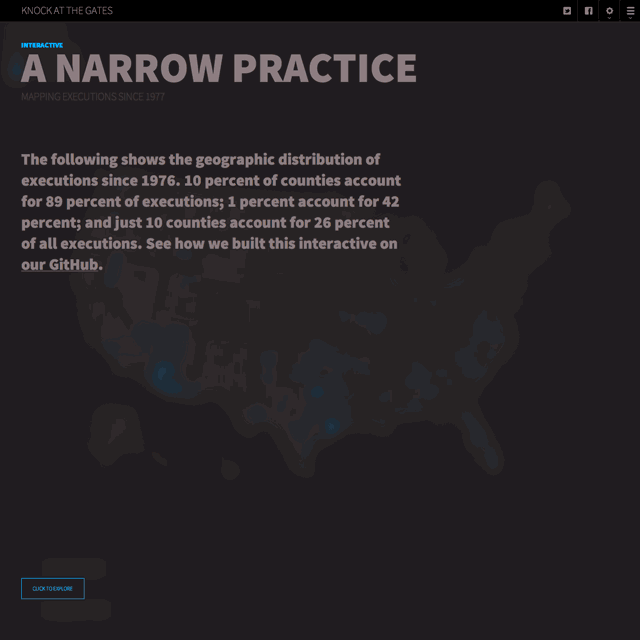 KNOCK AT THE GATES
INTERACTIVE
A NARROW PRACTICE
MAPPING EXECUTIONS SINCE 1977
The following shows the geographic distribution of
executions since 1976. 10 percent of counties account
for 89 percent of executions; 1 percent account for 42
percent; and just 10 counties account for 26 percent
of all executions. See how we built this interactive on
our GitHub.
CLICK TO EXPLORE